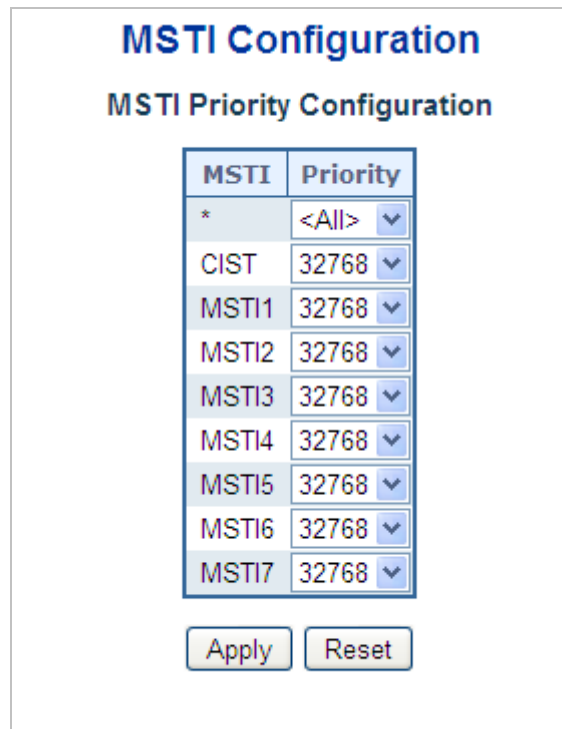 MSTI Configuration
MSTI Priority Configuration
MSTI Priority
* <All>
CIST 32768
MSTI1 32768
MSTI2 32768
MSTI3 32768
MSTI4 32768
MSTI5 32768
MSTI6 32768
MSTI7 32768
Apply Reset